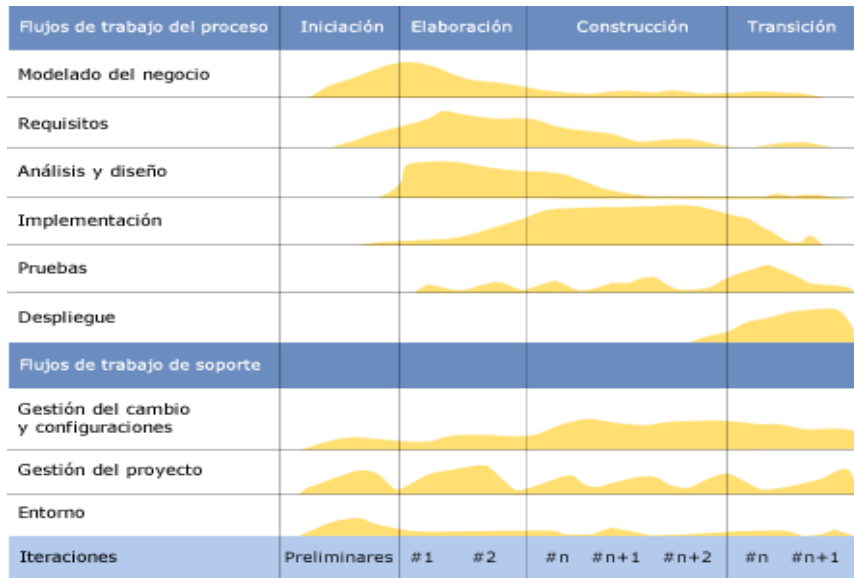 Flujos de trabajo del proceso Iniciación Elaboración Construcción Transición
Modelado del negocio
Requisitos
Análisis y diseño
Implementación
Pruebas
Despliegue
Flujos de trabajo de soporte
Gestión del cambio
y configuraciones
Gestión del proyecto
Entorno
Iteraciones Preliminares #1 #2 #n #n+1 #n+2 #n #n+1